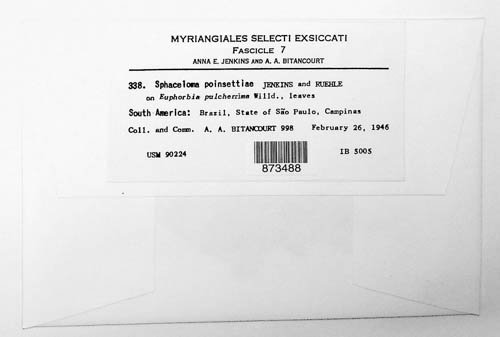 MYRIANGIALES SELECTI EXSICCATI
FASCICLE 7
ANNA E. JENKINS AND A. A. BITANCOURT
338. Sphaceloma poinsettiae JENKINS and RUEHLE
on Euphorbia pulcherrima Willd., leaves
South America: Brazil, State of São Paulo, Campinas
Coll. and Comm. A. A. BITANCOURT 998 February 26, 1946
USM 90224 IB 5005
873488